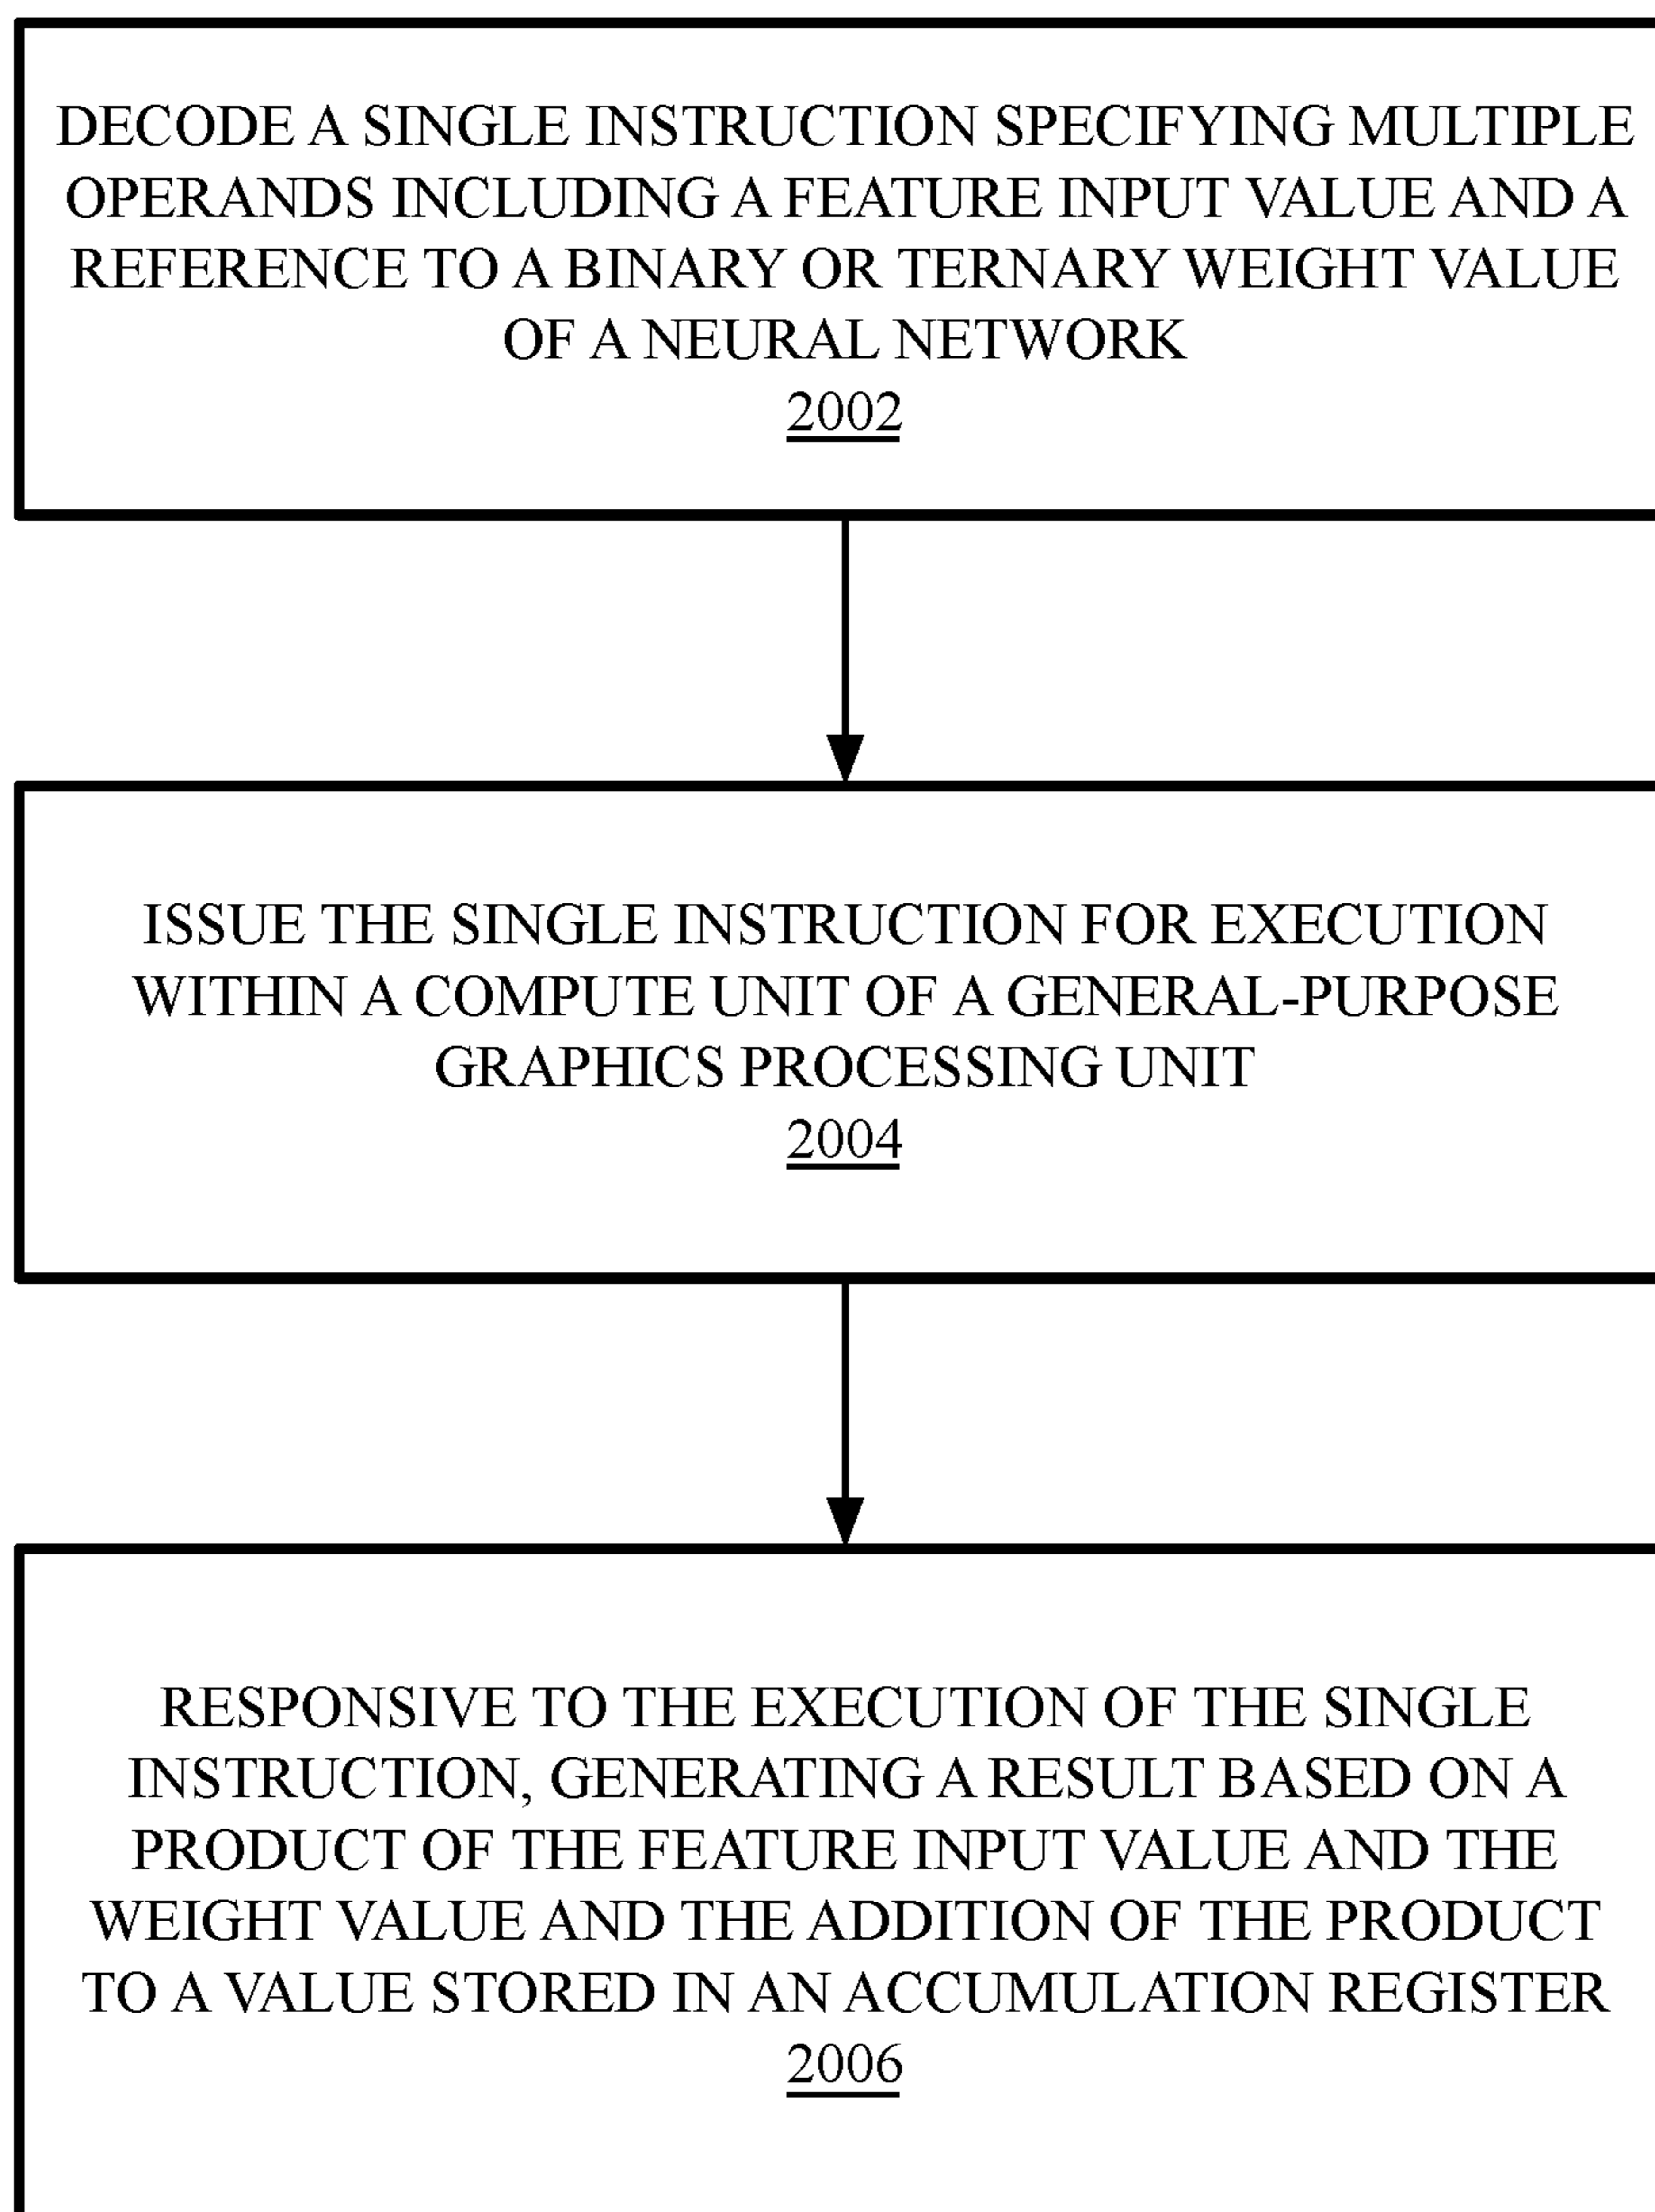 DECODE A SINGLE INSTRUCTION SPECIFYING MULTIPLE
OPERANDS INCLUDING A FEATURE INPUT VALUE AND A
REFERENCE TO A BINARY OR TERNARY WEIGHT VALUE
OF A NEURAL NETWORK
2002
ISSUE THE SINGLE INSTRUCTION FOR EXECUTION
WITHIN A COMPUTE UNIT OF A GENERAL-PURPOSE
GRAPHICS PROCESSING UNIT
2004
RESPONSIVE TO THE EXECUTION OF THE SINGLE
INSTRUCTION, GENERATING A RESULT BASED ON A
PRODUCT OF THE FEATURE INPUT VALUE AND THE
WEIGHT VALUE AND THE ADDITION OF THE PRODUCT
TO A VALUE STORED IN AN ACCUMULATION REGISTER
2006